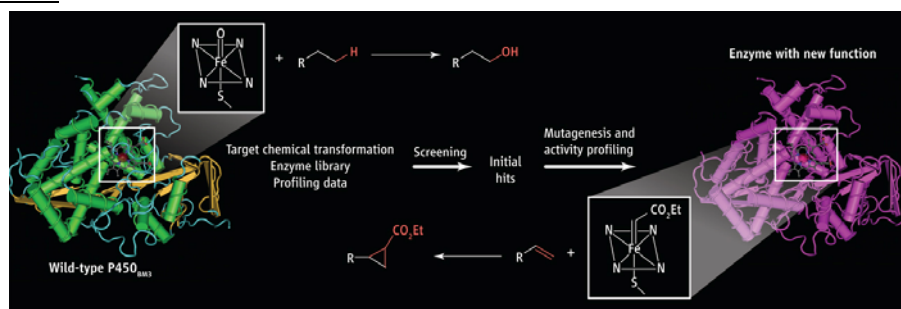 O
N N
Fe
N N
S
+
R
H
R
OH
Enzyme with new function
Target chemical transformation
Enzyme library
Profiling data
Screening
Initial
hits
Mutagenesis and
activity profiling
Wild-type P450BM3
CO2Et
R
R
+
CO2Et
N N
Fe
N N
S